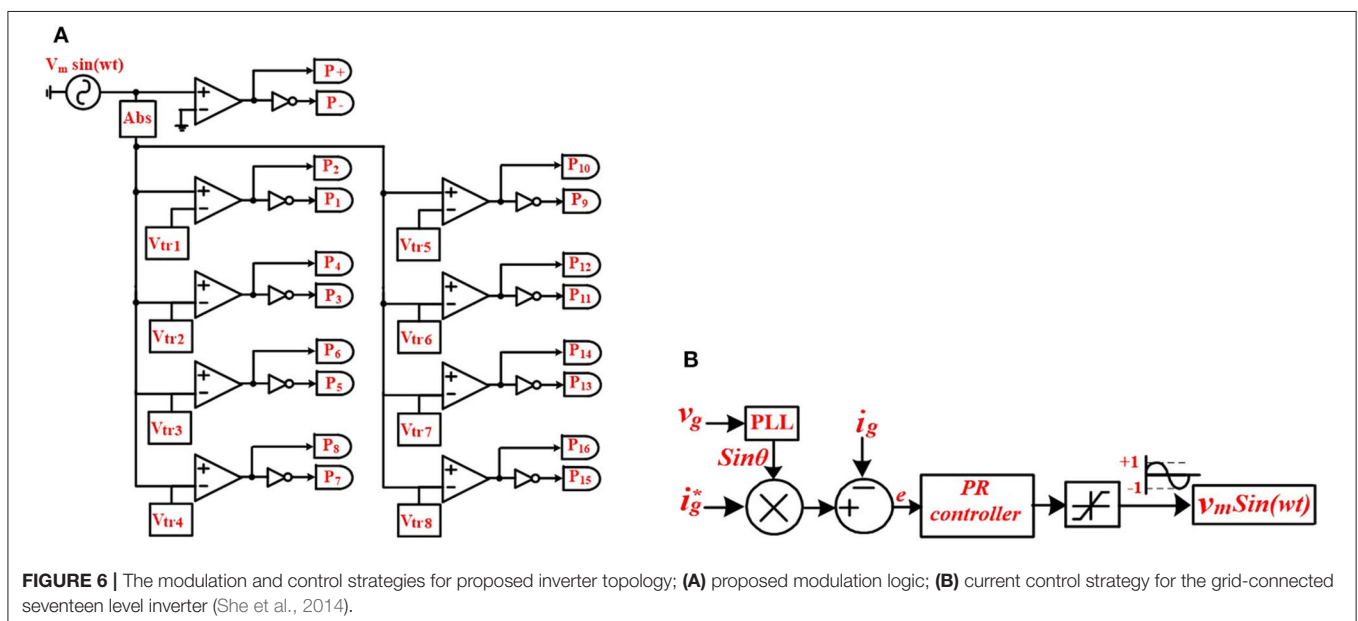 A
Vm sin(wt)
Abs
+
-
P+
P-
+
-
P2
P1
Vtr1
+
-
P4
P3
Vtr2
+
-
P6
P5
Vtr3
+
-
P8
P7
Vtr4
+
-
P10
P9
Vtr5
+
-
P12
P11
Vtr6
+
-
P14
P13
Vtr7
+
-
P16
P15
Vtr8
B
vg
PLL
Sinθ
ig
i*g
+
-
e
PR
controller
+1
-1
vmSin(wt)
FIGURE 6 | The modulation and control strategies for proposed inverter topology; (A) proposed modulation logic; (B) current control strategy for the grid-connected
seventeen level inverter (She et al., 2014).